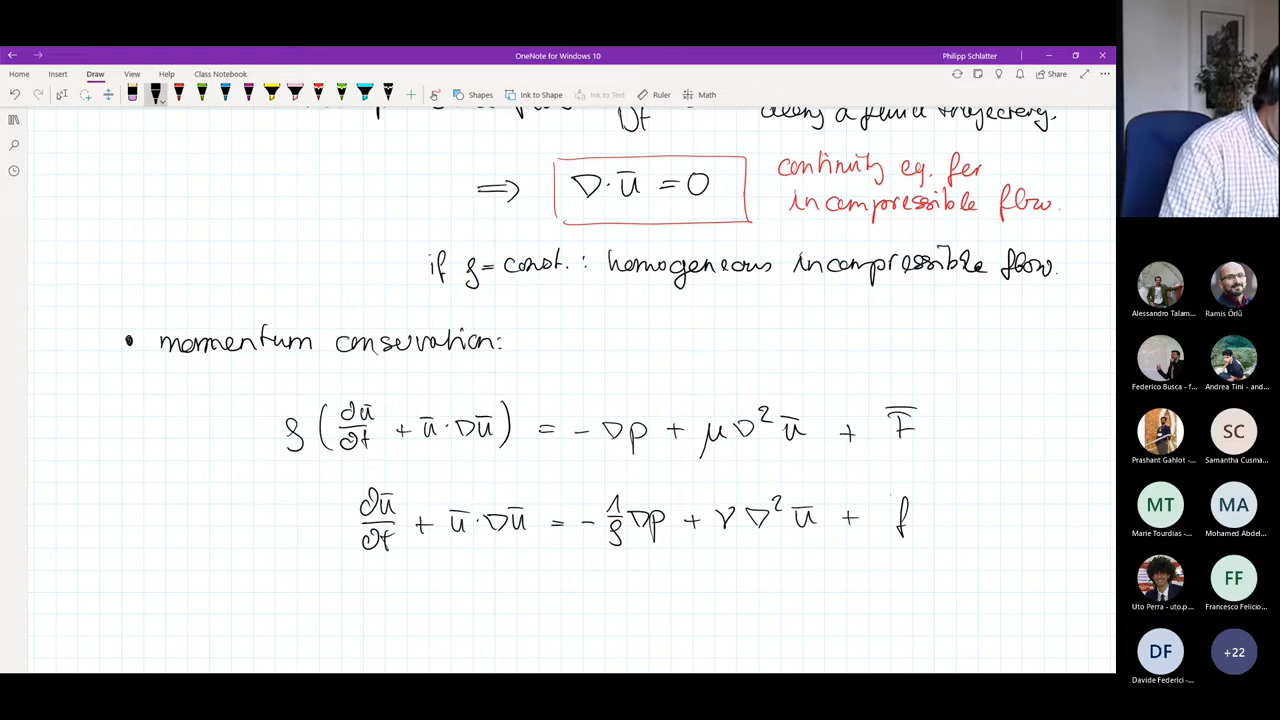 OneNote for Windows 10
Philipp Schlatter
Home Insert Draw View Help Class Notebook
Share
Shapes Ink to Shape Ink to Text Ruler Math
Dt along a fluid trajectory.
⟹ ∇·ū = 0 continuity eq. for
incompressible flow.
if ρ = const. : homogeneous incompressible flow.
• momentum conservation:
ρ(∂ū/∂t + ū·∇ū) = -∇p + μ∇²ū + F̄
∂ū/∂t + ū·∇ū = -1/ρ ∇p + ν∇²ū + f
Alessandro Talam...
Ramis Örlü
Federico Busca - f...
Andrea Tini - and...
Prashant Gahlot -...
SC
Samantha Cusma...
MT
Marie Tourdias -...
MA
Mohamed Abdel...
Uto Perra - uto.p...
FF
Francesco Felicio...
DF
Davide Federici -...
+22